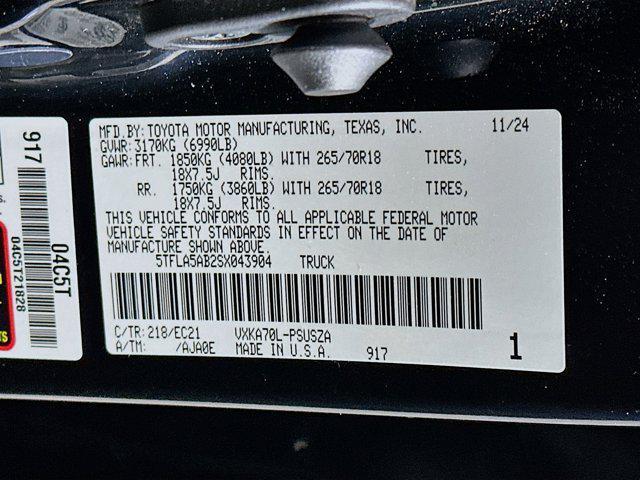 MFD.BY:TOYOTA MOTOR MANUFACTURING, TEXAS, INC. 11/24
GVWR:3170KG (6990LB)
GAWR:FRT. 1850KG (4080LB) WITH 265/70R18 TIRES,
18X7.5J RIMS.
RR. 1750KG (3860LB) WITH 265/70R18 TIRES,
18X7.5J RIMS.
THIS VEHICLE CONFORMS TO ALL APPLICABLE FEDERAL MOTOR
VEHICLE SAFETY STANDARDS IN EFFECT ON THE DATE OF
MANUFACTURE SHOWN ABOVE.
5TFLA5AB2SX043904 TRUCK
C/TR:218/EC21 VXKA70L-PSUSZA
A/TM: /AJA0E MADE IN U.S.A. 917 1
917
04C5T21828
04C5T